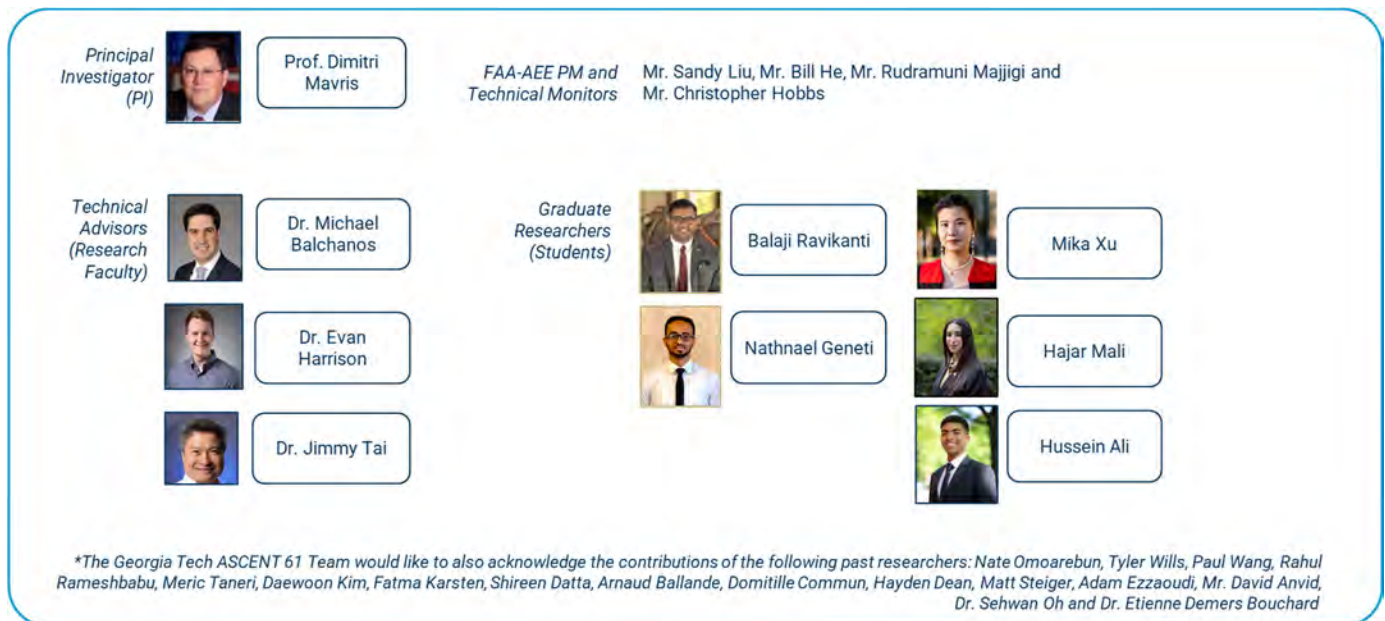 Principal
Investigator
(PI)
Prof. Dimitri
Mavris
FAA-AEE PM and
Technical Monitors
Mr. Sandy Liu, Mr. Bill He, Mr. Rudramuni Majjigi and
Mr. Christopher Hobbs
Technical
Advisors
(Research
Faculty)
Dr. Michael
Balchanos
Dr. Evan
Harrison
Dr. Jimmy Tai
Graduate
Researchers
(Students)
Balaji Ravikanti
Mika Xu
Nathnael Geneti
Hajar Mali
Hussein Ali
*The Georgia Tech ASCENT 61 Team would like to also acknowledge the contributions of the following past researchers: Nate Omoarebun, Tyler Wills, Paul Wang, Rahul
Rameshbabu, Meric Taneri, Daewoon Kim, Fatma Karsten, Shireen Datta, Arnaud Ballande, Domitille Commun, Hayden Dean, Matt Steiger, Adam Ezzaoudi, Mr. David Anvid,
Dr. Sehwan Oh and Dr. Etienne Demers Bouchard